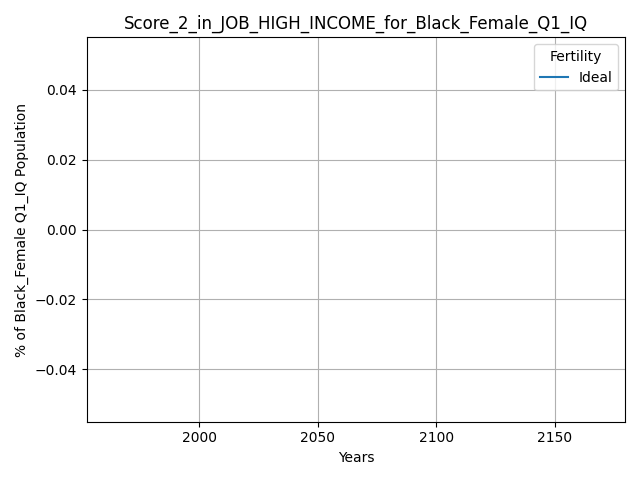 Score_2_in_JOB_HIGH_INCOME_for_Black_Female_Q1_IQ
Fertility
Ideal
% of Black_Female Q1_IQ Population
0.04
0.02
0.00
−0.02
−0.04
2000 2050 2100 2150
Years